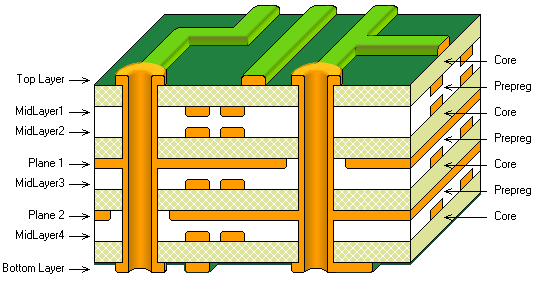 Top Layer
MidLayer1
MidLayer2
Plane 1
MidLayer3
Plane 2
MidLayer4
Bottom Layer
Core
Prepreg
Core
Prepreg
Core
Prepreg
Core